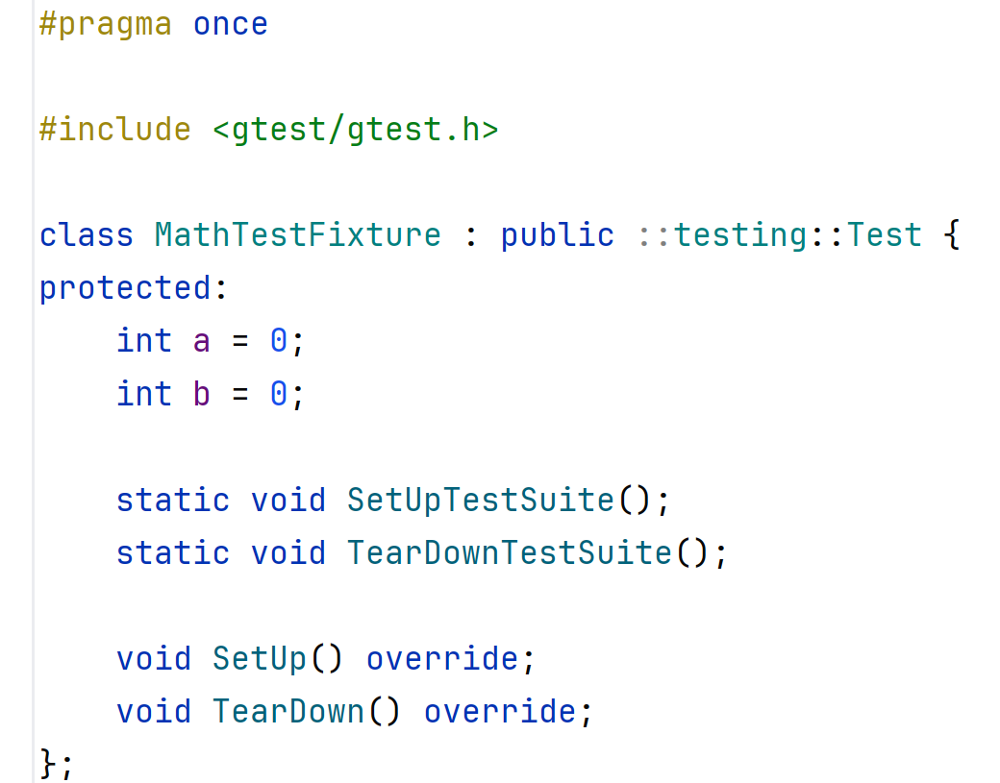 #pragma once
#include <gtest/gtest.h>
class MathTestFixture : public ::testing::Test {
protected:
    int a = 0;
    int b = 0;
    static void SetUpTestSuite();
    static void TearDownTestSuite();
    void SetUp() override;
    void TearDown() override;
};